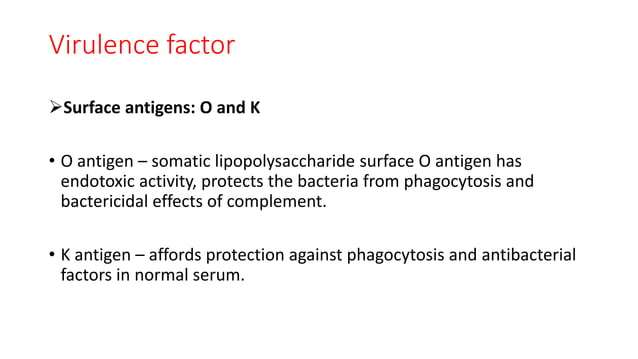 Virulence factor
➢Surface antigens: O and K
• O antigen – somatic lipopolysaccharide surface O antigen has
endotoxic activity, protects the bacteria from phagocytosis and
bactericidal effects of complement.
• K antigen – affords protection against phagocytosis and antibacterial
factors in normal serum.